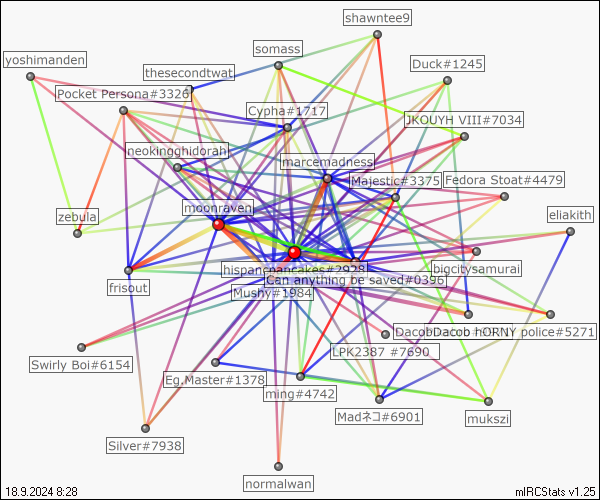 shawntee9
somass
yoshimanden
thesecondtwat
Duck#1245
Pocket Persona#3326
Cypha#1717
JKOUYH VIII#7034
neokingghidorah
marcemadness
Majestic#3375
Fedora Stoat#4479
moonraven
zebula
eliakith
hispanicpancakes#2928
bigcitysamurai
Can anything be saved#0396
frisout
Mushy#1984
Dacob
Dacob hORNY police#5271
LPK2387 #7690
Swirly Boi#6154
Eg.Master#1378
ming#4742
Madネコ#6901
mukszi
Silver#7938
normalwan
18.9.2024 8:28
mIRCStats v1.25